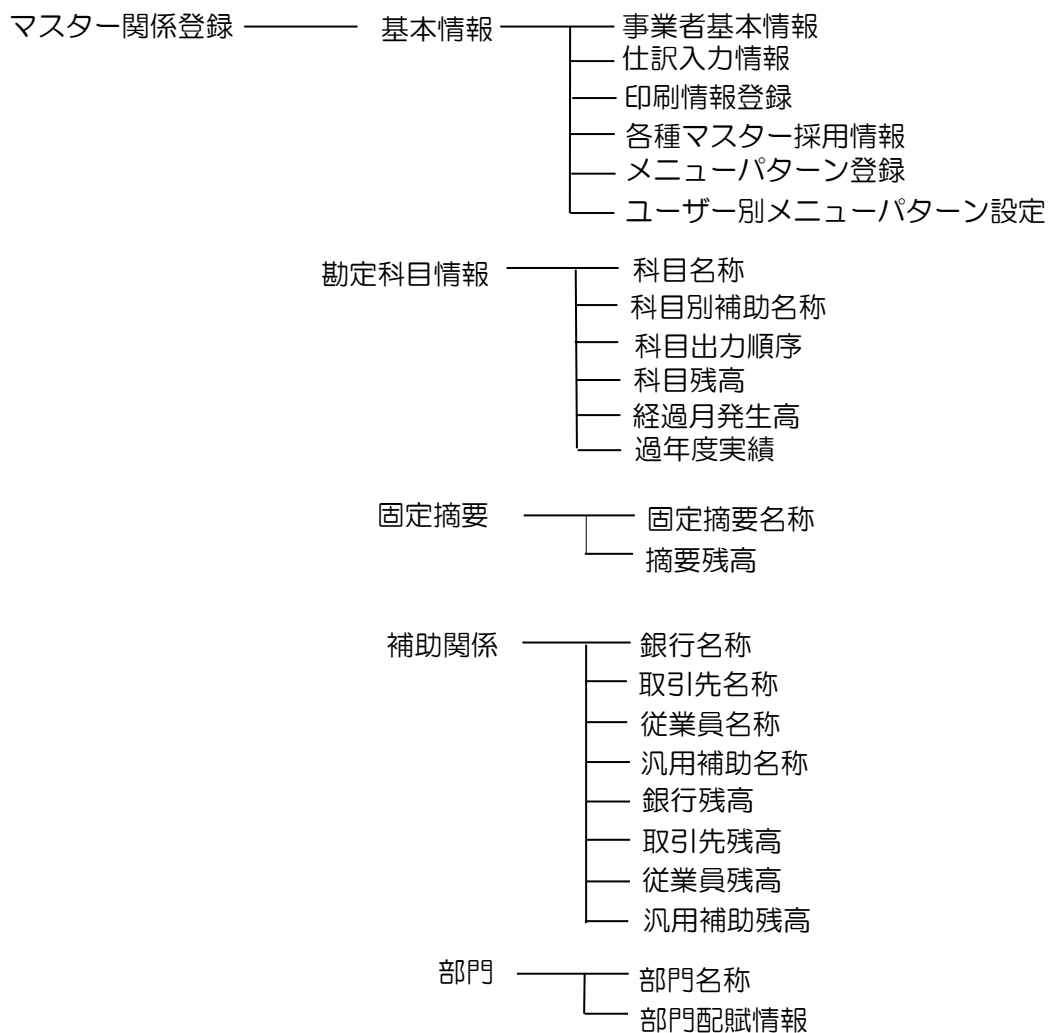 マスター関係登録 基本情報 事業者基本情報
仕訳入力情報
印刷情報登録
各種マスター採用情報
メニューパターン登録
ユーザー別メニューパターン設定
勘定科目情報 科目名称
科目別補助名称
科目出力順序
科目残高
経過月発生高
過年度実績
固定摘要 固定摘要名称
摘要残高
補助関係 銀行名称
取引先名称
従業員名称
汎用補助名称
銀行残高
取引先残高
従業員残高
汎用補助残高
部門 部門名称
部門配賦情報